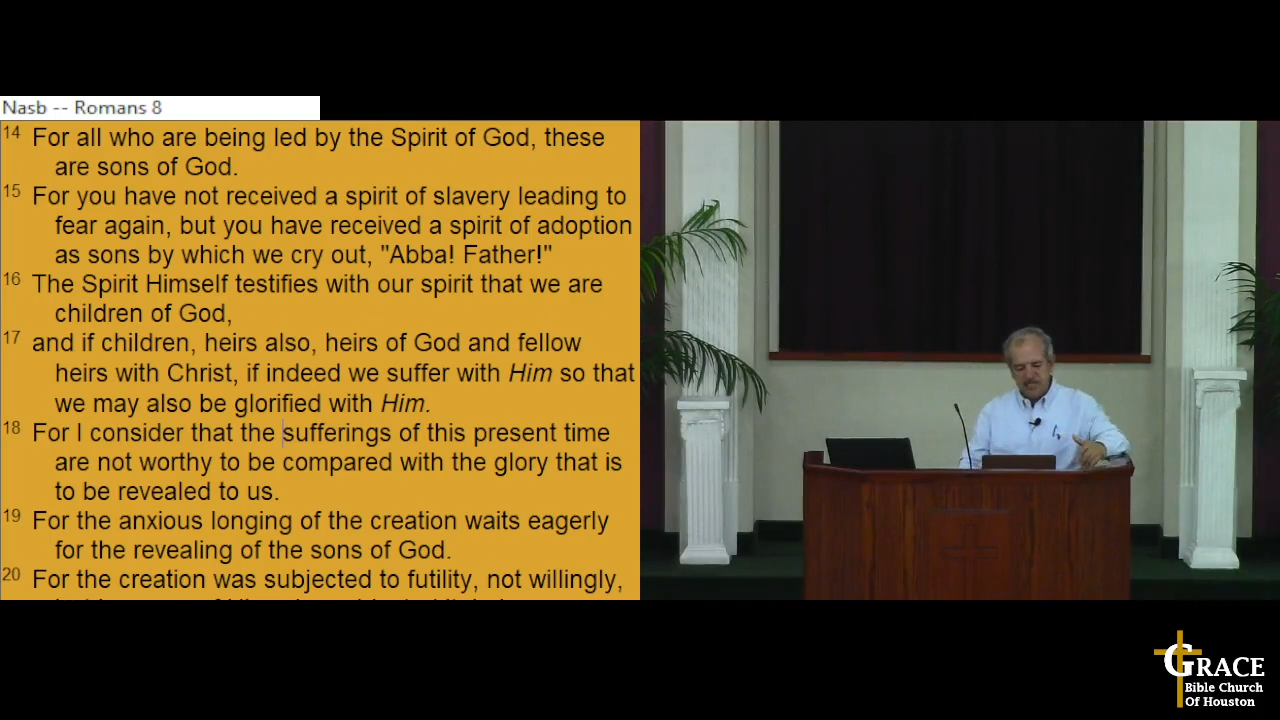 Nasb -- Romans 8
14 For all who are being led by the Spirit of God, these
are sons of God.
15 For you have not received a spirit of slavery leading to
fear again, but you have received a spirit of adoption
as sons by which we cry out, "Abba! Father!"
16 The Spirit Himself testifies with our spirit that we are
children of God,
17 and if children, heirs also, heirs of God and fellow
heirs with Christ, if indeed we suffer with Him so that
we may also be glorified with Him.
18 For I consider that the sufferings of this present time
are not worthy to be compared with the glory that is
to be revealed to us.
19 For the anxious longing of the creation waits eagerly
for the revealing of the sons of God.
20 For the creation was subjected to futility, not willingly,
GRACE
Bible Church
Of Houston